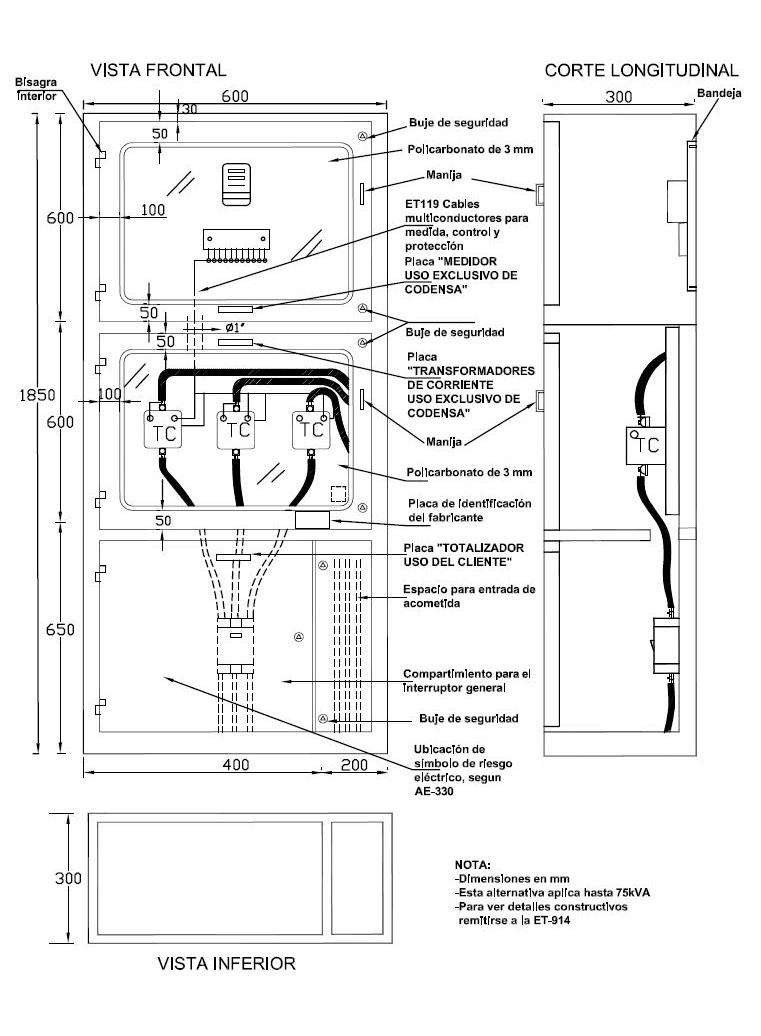 VISTA FRONTAL
CORTE LONGITUDINAL
Bisagra
interior
600
30
300
Bandeja
Buje de seguridad
50
Policarbonato de 3 mm
Manija
100
600
ET119 Cables
multiconductores para
medida, control y
protección
Placa "MEDIDOR
USO EXCLUSIVO DE
CODENSA"
50
Ø1"
Buje de seguridad
50
Placa
"TRANSFORMADORES
DE CORRIENTE
USO EXCLUSIVO DE
CODENSA"
1850
100
600
TC
TC
TC
TC
Manija
Policarbonato de 3 mm
Placa de identificación
del fabricante
50
Placa "TOTALIZADOR
USO DEL CLIENTE"
Espacio para entrada de
acometida
650
Compartimiento para el
interruptor general
Buje de seguridad
Ubicación de
símbolo de riesgo
eléctrico, segun
AE-330
400
200
300
NOTA:
-Dimensiones en mm
-Esta alternativa aplica hasta 75kVA
-Para ver detalles constructivos
remitirse a la ET-914
VISTA INFERIOR